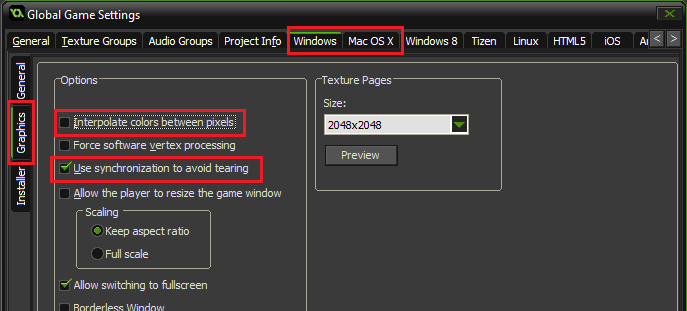 Global Game Settings
General Texture Groups Audio Groups Project Info Windows Mac OS X Windows 8 Tizen Linux HTML5 iOS
General
Graphics
Installer
Options
Interpolate colors between pixels
Force software vertex processing
Use synchronization to avoid tearing
Allow the player to resize the game window
Scaling
Keep aspect ratio
Full scale
Allow switching to fullscreen
Borderless Window
Texture Pages
Size:
2048x2048
Preview